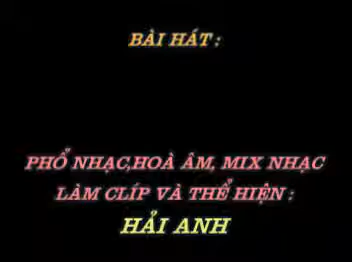 BÀI HÁT :
PHỔ NHẠC,HOÀ ÂM, MIX NHẠC
LÀM CLÍP VÀ THỂ HIỆN :
HẢI ANH